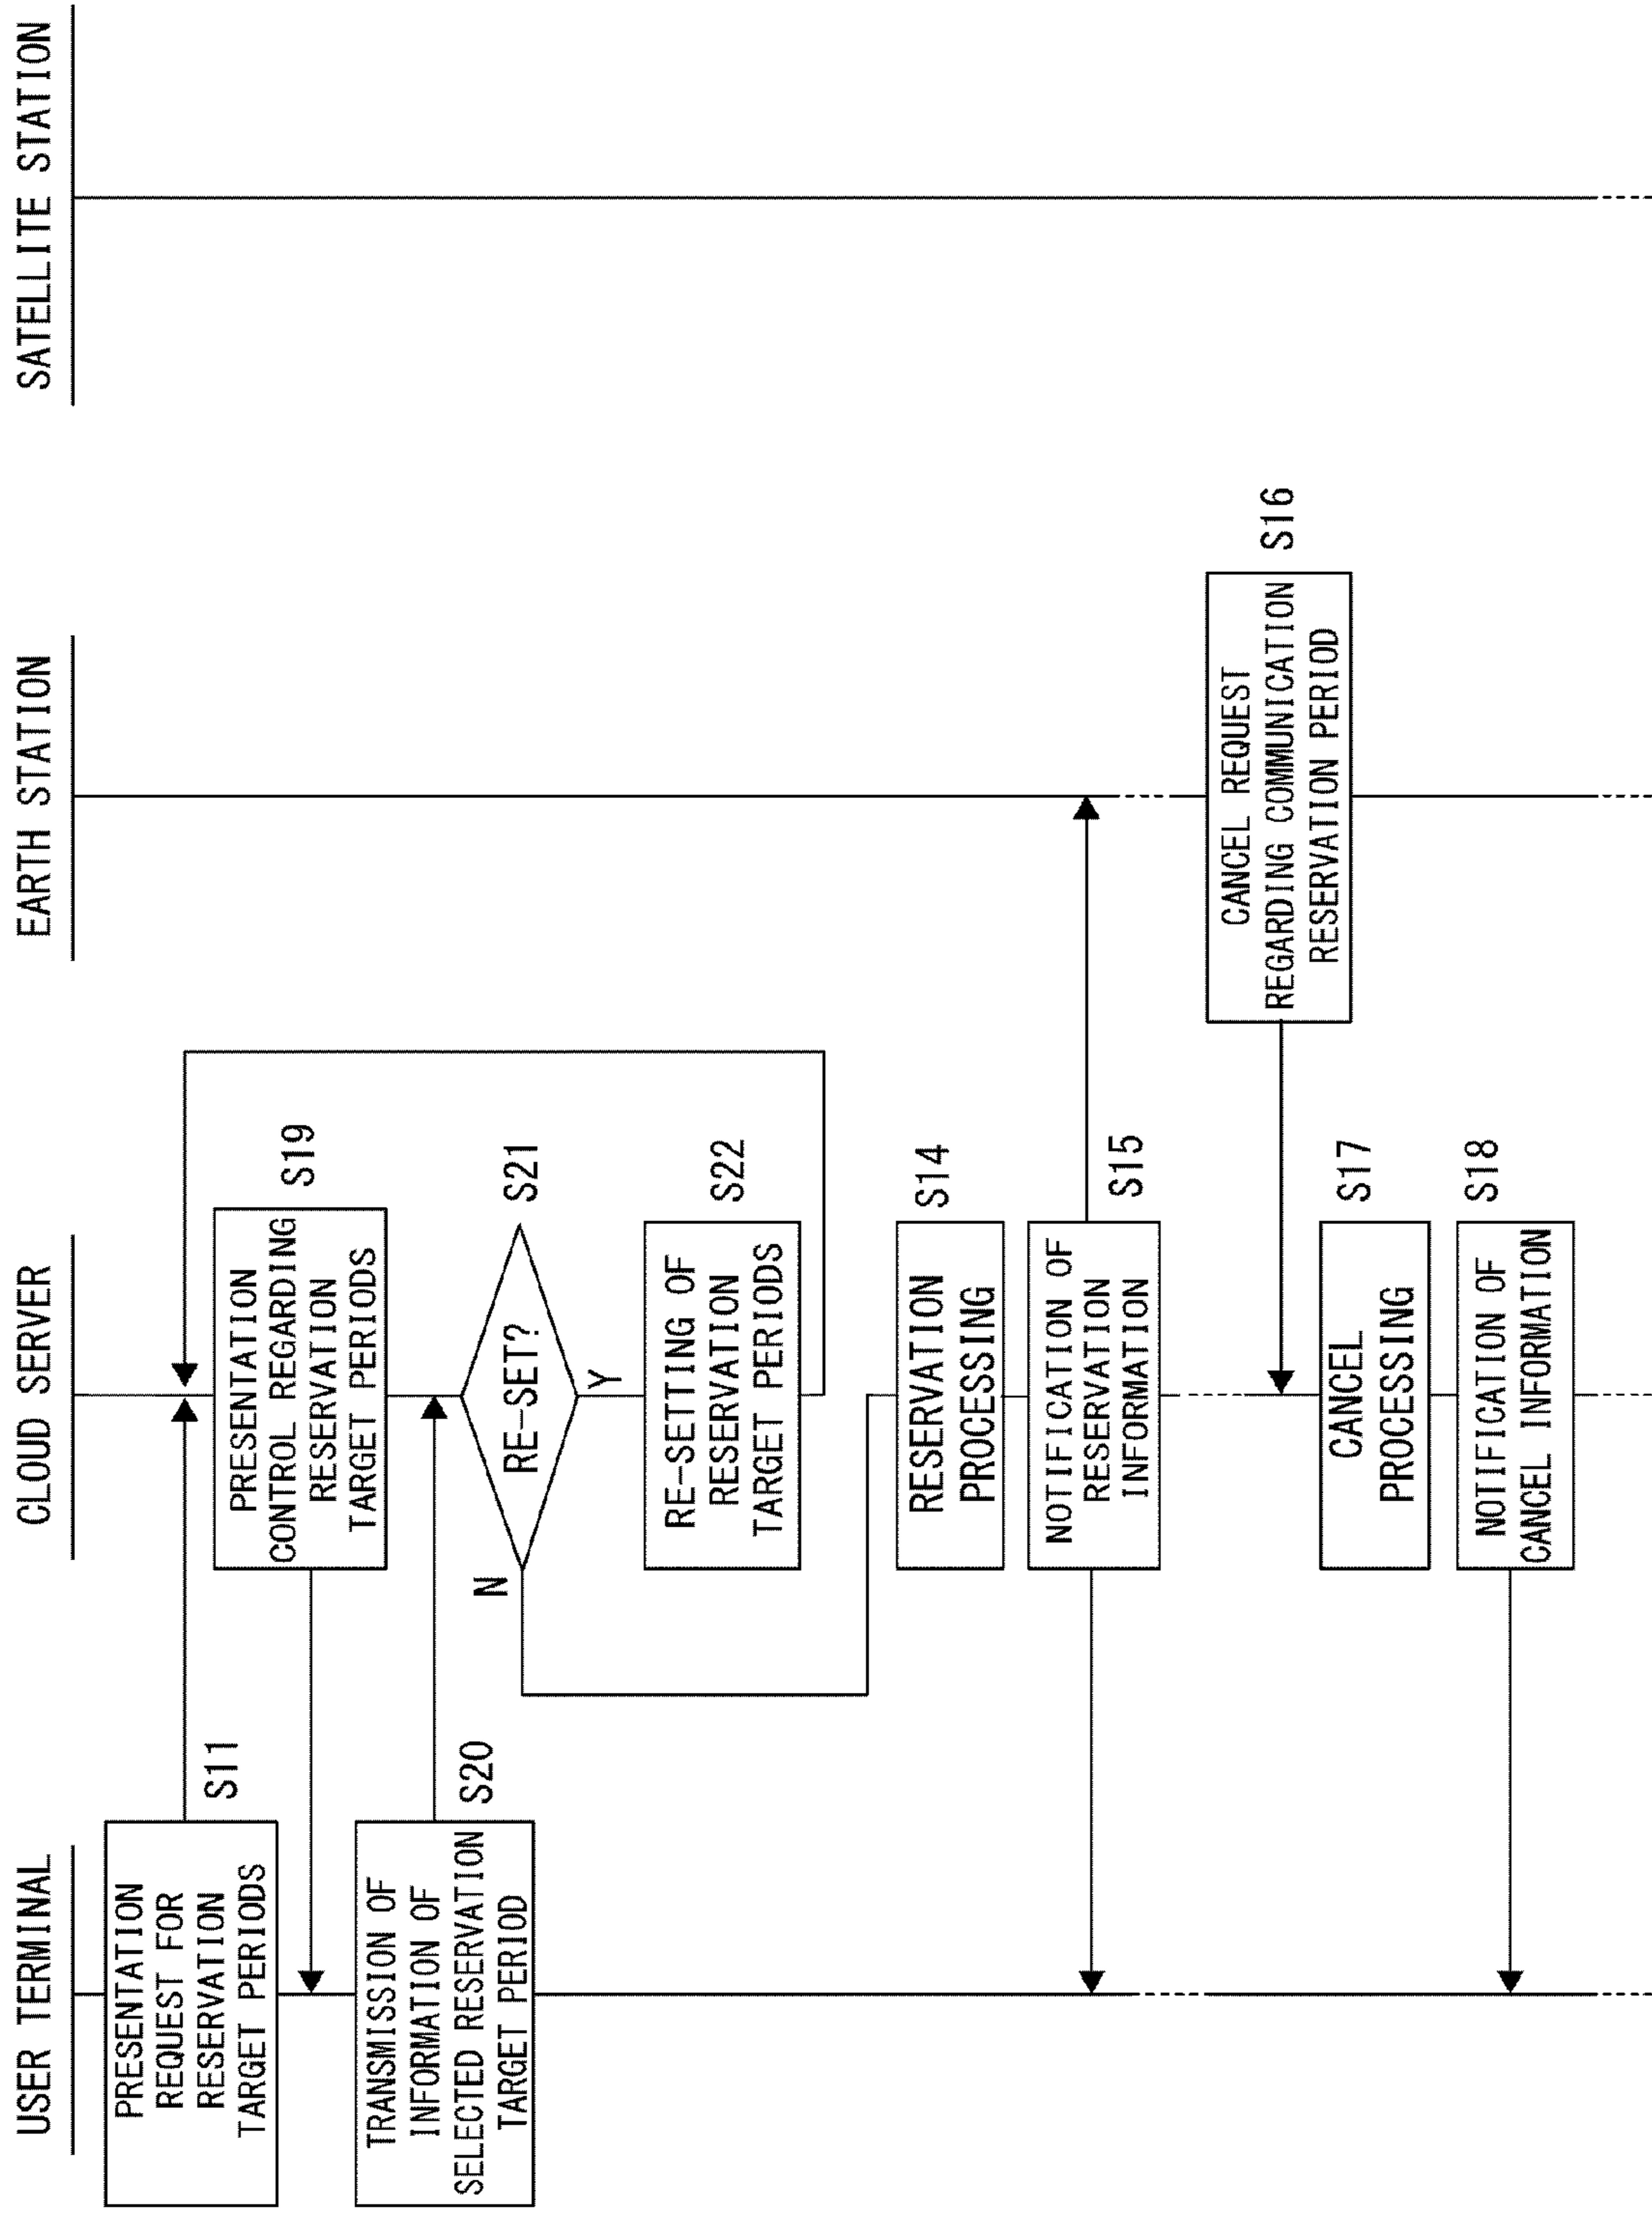 USER TERMINAL
CLOUD SERVER
EARTH STATION
SATELLITE STATION
PRESENTATION
REQUEST FOR
RESERVATION
TARGET PERIODS
S11
PRESENTATION
CONTROL REGARDING
RESERVATION
TARGET PERIODS
S19
TRANSMISSION OF
INFORMATION OF
SELECTED RESERVATION
TARGET PERIOD
S20
RE-SET?
S21
N
Y
RE-SETTING OF
RESERVATION
TARGET PERIODS
S22
RESERVATION
PROCESSING
S14
NOTIFICATION OF
RESERVATION
INFORMATION
S15
CANCEL REQUEST
REGARDING COMMUNICATION
RESERVATION PERIOD
S16
CANCEL
PROCESSING
S17
NOTIFICATION OF
CANCEL INFORMATION
S18